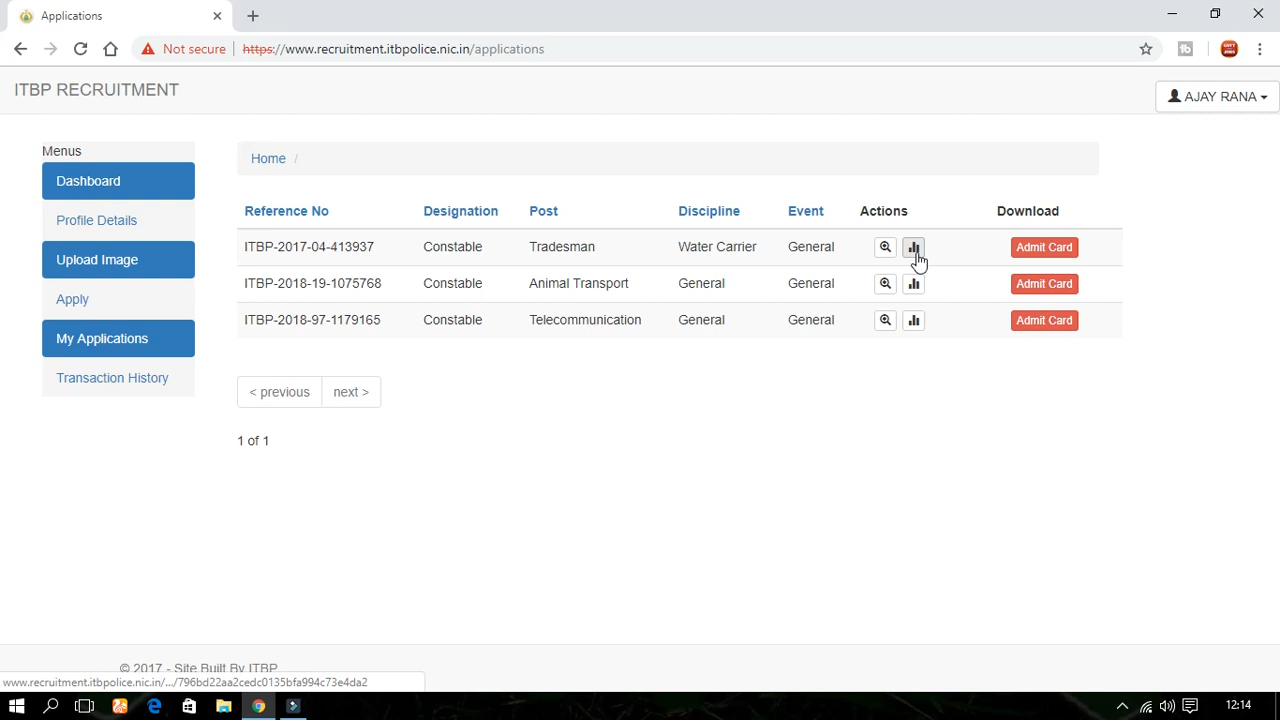 Applications
Not secure | https://www.recruitment.itbpolice.nic.in/applications
ITBP RECRUITMENT
AJAY RANA
Menus
Dashboard
Profile Details
Upload Image
Apply
My Applications
Transaction History
Home /
Reference No Designation Post Discipline Event Actions Download
ITBP-2017-04-413937 Constable Tradesman Water Carrier General Admit Card
ITBP-2018-19-1075768 Constable Animal Transport General General Admit Card
ITBP-2018-97-1179165 Constable Telecommunication General General Admit Card
< previous next >
1 of 1
© 2017 - Site Built By ITBP
www.recruitment.itbpolice.nic.in/.../796bd22aa2cedc0135bfa994c73e4da2
12:14